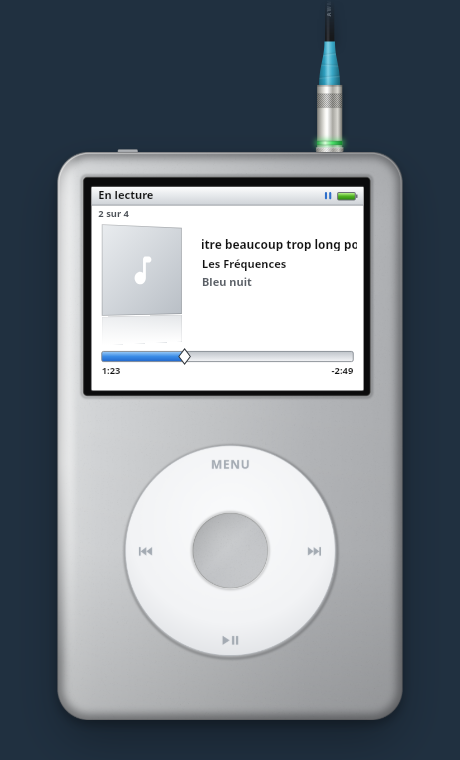 En lecture
2 sur 4
itre beaucoup trop long po
Les Fréquences
Bleu nuit
1:23
-2:49
MENU